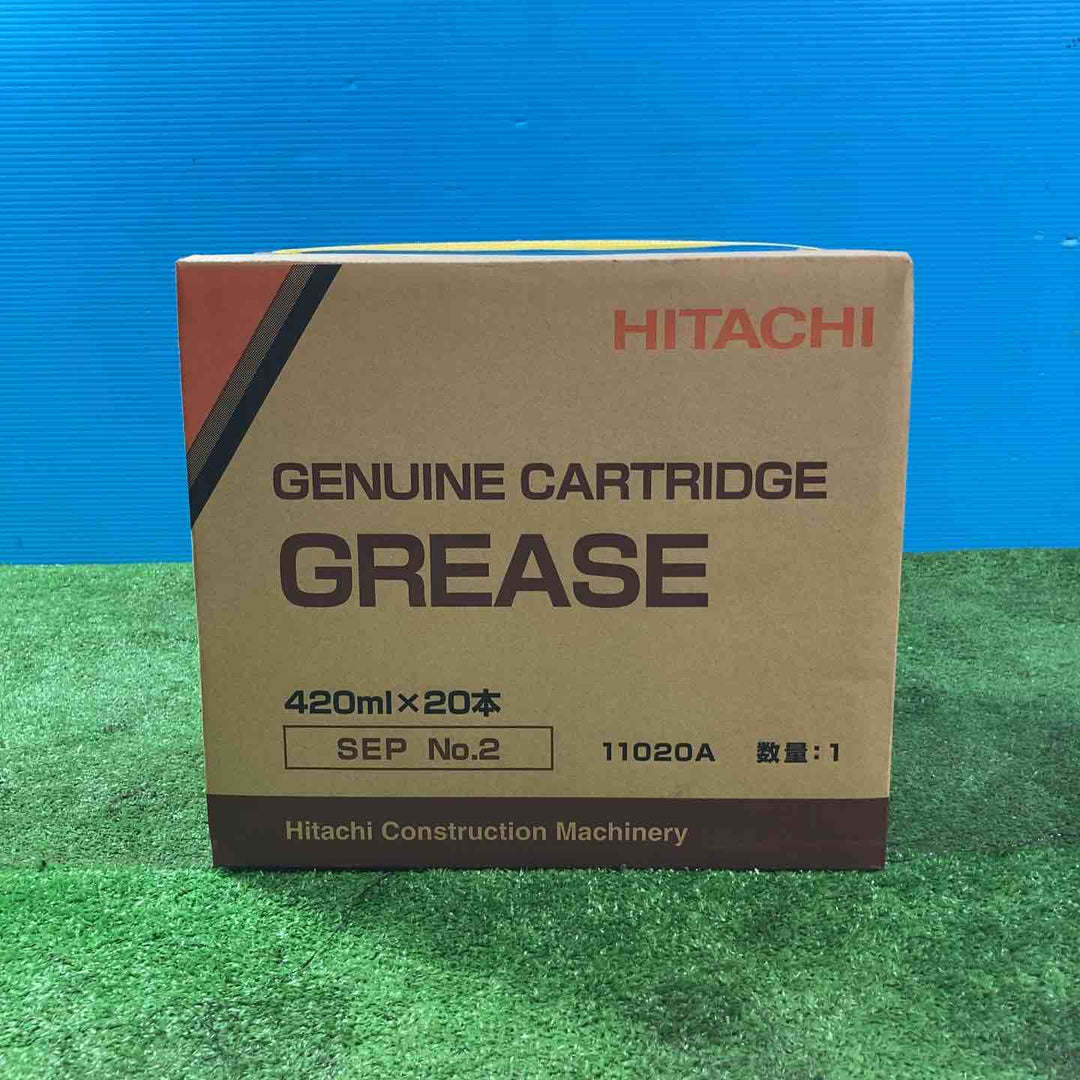 HITACHI
GENUINE CARTRIDGE
GREASE
420ml×20本
SEP No.2 11020A 数量:1
Hitachi Construction Machinery